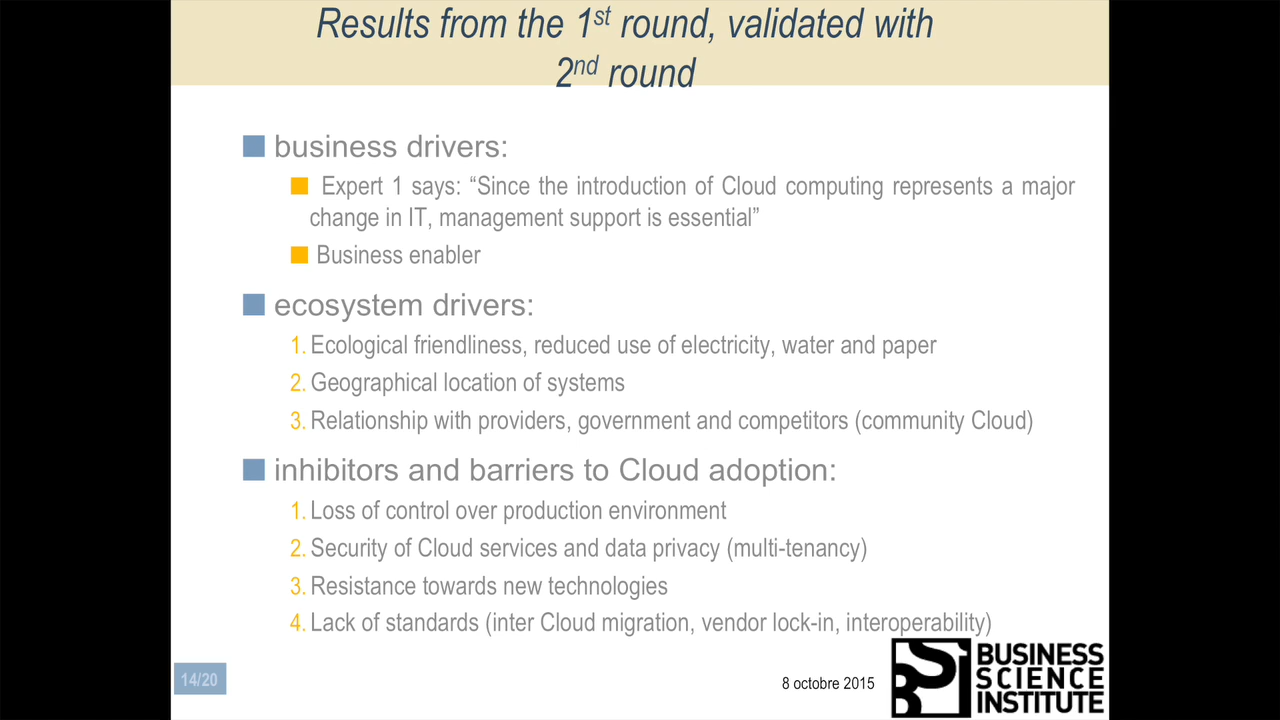 Results from the 1st round, validated with
2nd round
business drivers:
Expert 1 says: “Since the introduction of Cloud computing represents a major
change in IT, management support is essential”
Business enabler
ecosystem drivers:
1. Ecological friendliness, reduced use of electricity, water and paper
2. Geographical location of systems
3. Relationship with providers, government and competitors (community Cloud)
inhibitors and barriers to Cloud adoption:
1. Loss of control over production environment
2. Security of Cloud services and data privacy (multi-tenancy)
3. Resistance towards new technologies
4. Lack of standards (inter Cloud migration, vendor lock-in, interoperability)
14/20
8 octobre 2015
BSi
BUSINESS
SCIENCE
INSTITUTE